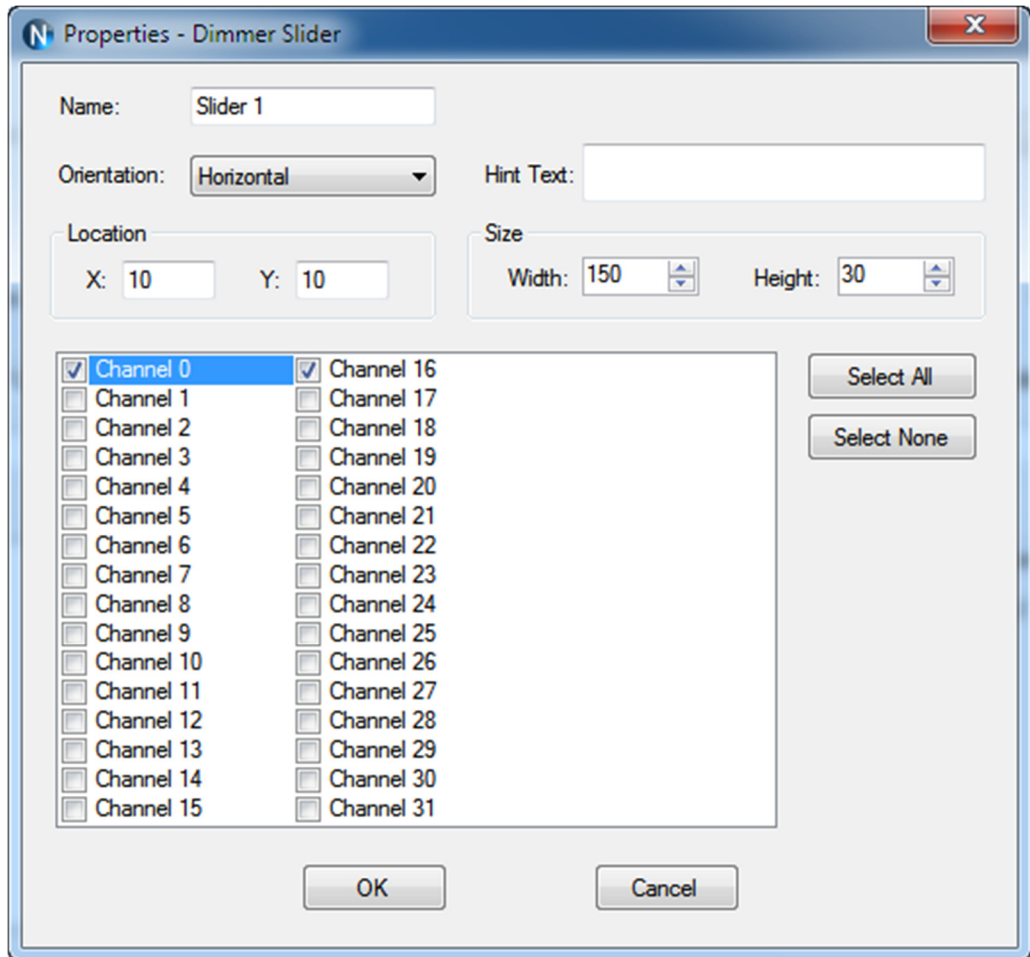 N Properties - Dimmer Slider X
Name: Slider 1
Orientation: Horizontal Hint Text:
Location
X: 10 Y: 10
Size
Width: 150 Height: 30
Channel 0
Channel 1
Channel 2
Channel 3
Channel 4
Channel 5
Channel 6
Channel 7
Channel 8
Channel 9
Channel 10
Channel 11
Channel 12
Channel 13
Channel 14
Channel 15
Channel 16
Channel 17
Channel 18
Channel 19
Channel 20
Channel 21
Channel 22
Channel 23
Channel 24
Channel 25
Channel 26
Channel 27
Channel 28
Channel 29
Channel 30
Channel 31
Select All
Select None
OK Cancel